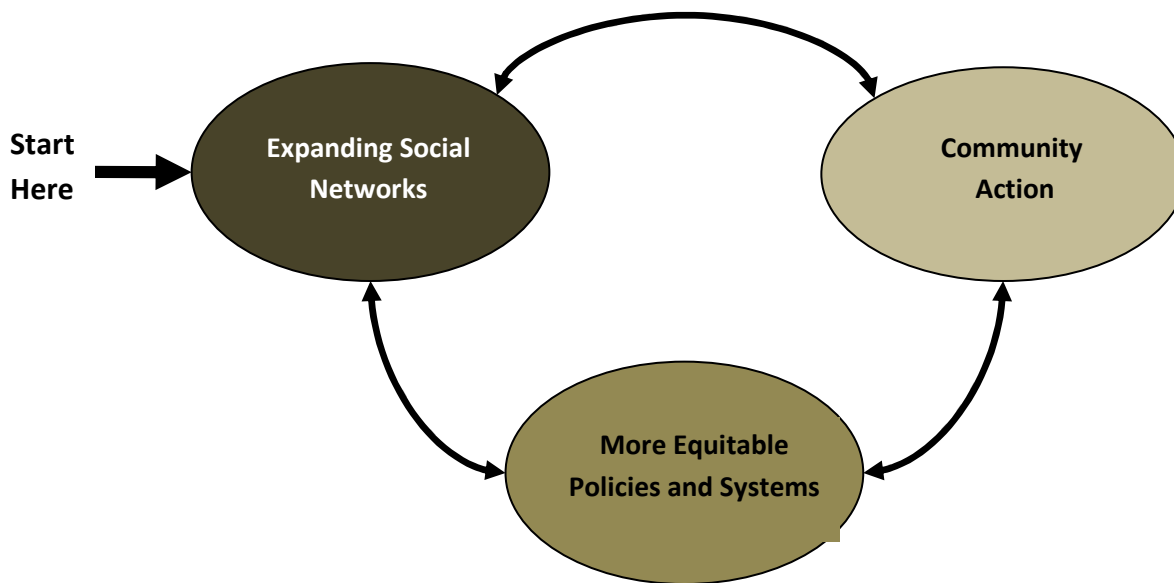 Start
Here
Expanding Social
Networks
Community
Action
More Equitable
Policies and Systems